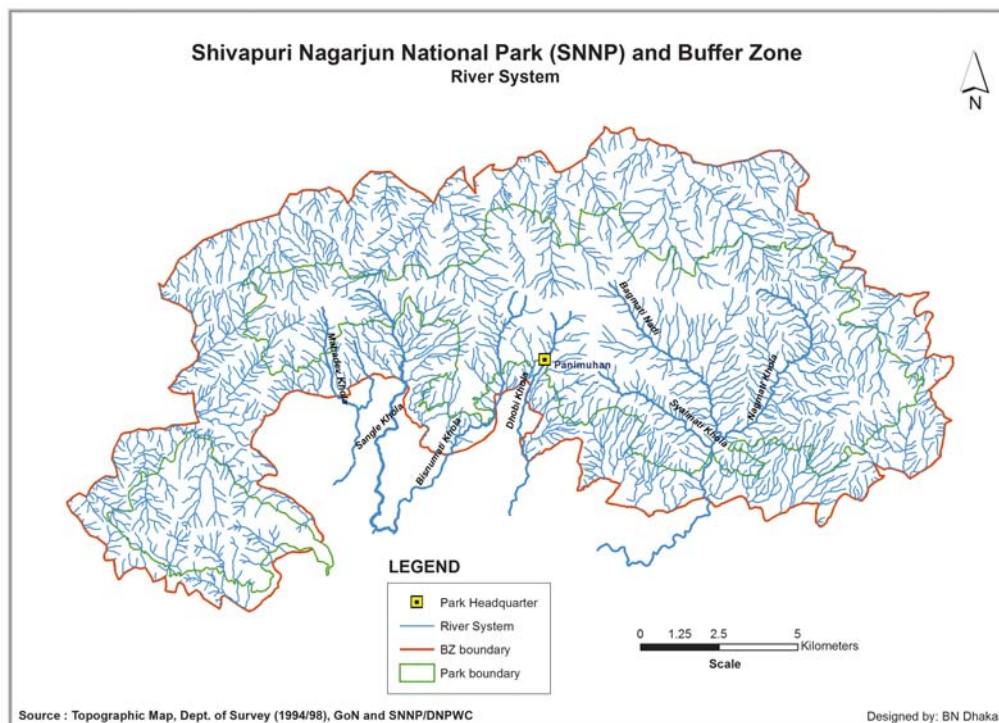 Shivapuri Nagarjun National Park (SNNP) and Buffer Zone
River System
N
Bagmati Nadi
Nagmati Khola
Mahadev Khola
Panimuhan
Dhobi Khola
Syalmati Khola
Sangle Khola
Bisnumati Khola
LEGEND
Park Headquarter
River System
BZ boundary
Park boundary
0 1.25 2.5 5
Kilometers
Scale
Source : Topographic Map, Dept. of Survey (1994/98), GoN and SNNP/DNPWC
Designed by: BN Dhakal